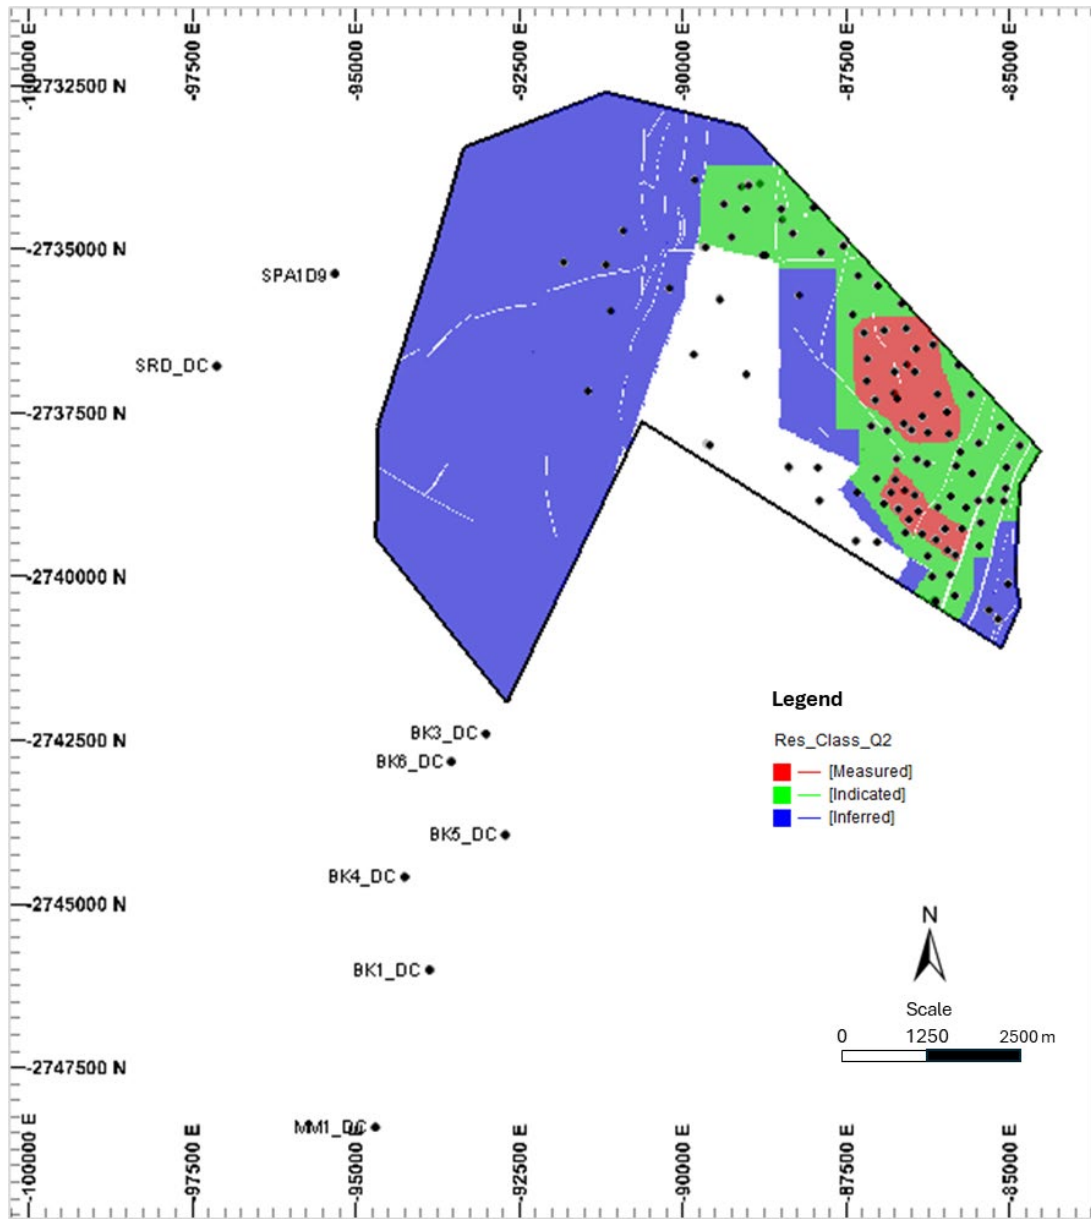 -100000 E
-97500 E
-95000 E
-92500 E
-90000 E
-87500 E
-85000 E
-2732500 N
-2735000 N
SPA1D9
SRD_DC
-2737500 N
-2740000 N
Legend
BK3_DC
-2742500 N
Res_Class_Q2
BK6_DC
[Measured]
[Indicated]
[Inferred]
BK5_DC
BK4_DC
-2745000 N
N
BK1_DC
Scale
0 1250 2500 m
-2747500 N
MM1_DC
-100000 E
-97500 E
-95000 E
-92500 E
-90000 E
-87500 E
-85000 E